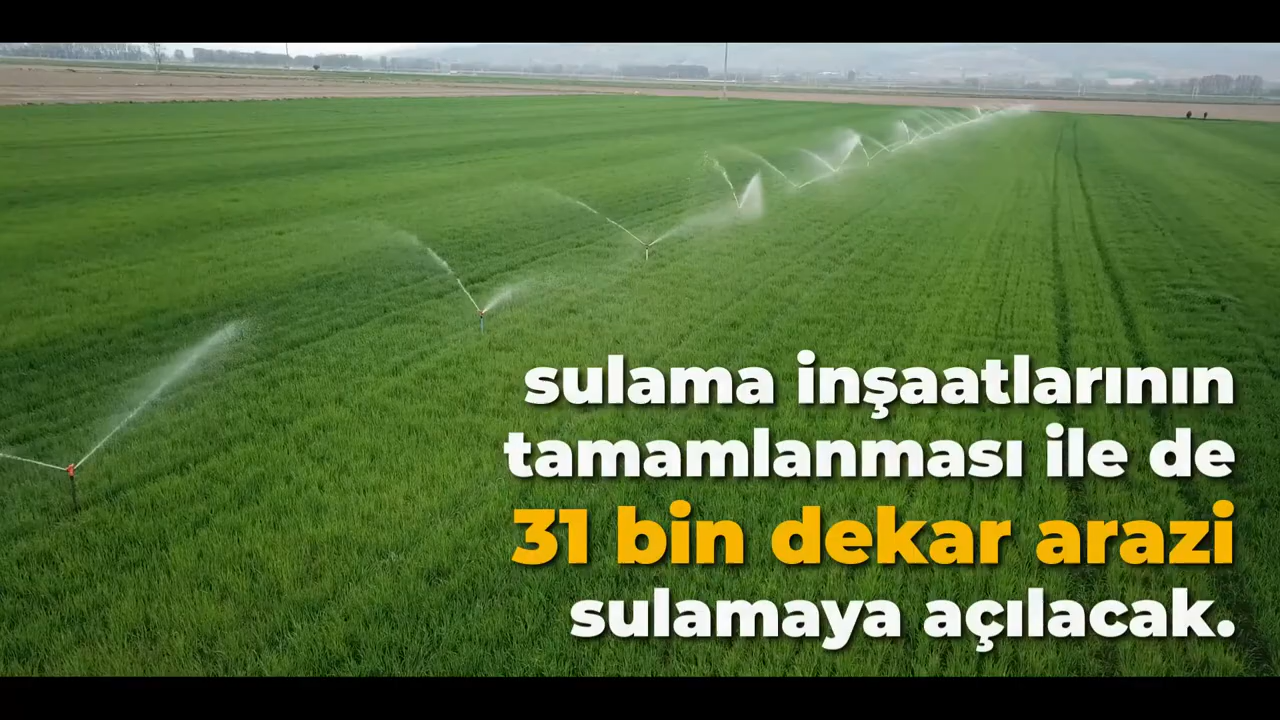 sulama inşaatlarının
tamamlanması ile de
31 bin dekar arazi
sulamaya açılacak.